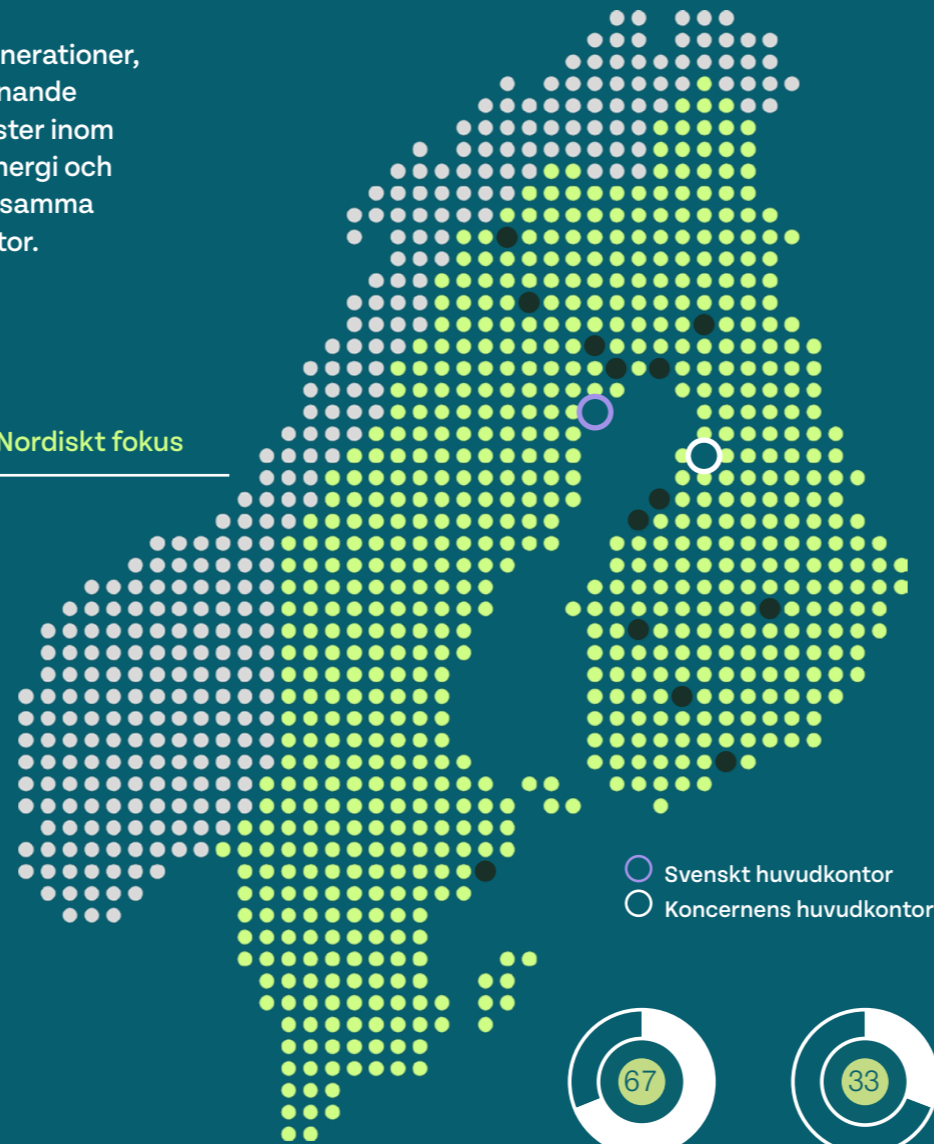 nerationer,
nande
ster inom
nergi och
samma
tor.
Nordiskt fokus
Svenskt huvudkontor
Koncernens huvudkontor
67
33